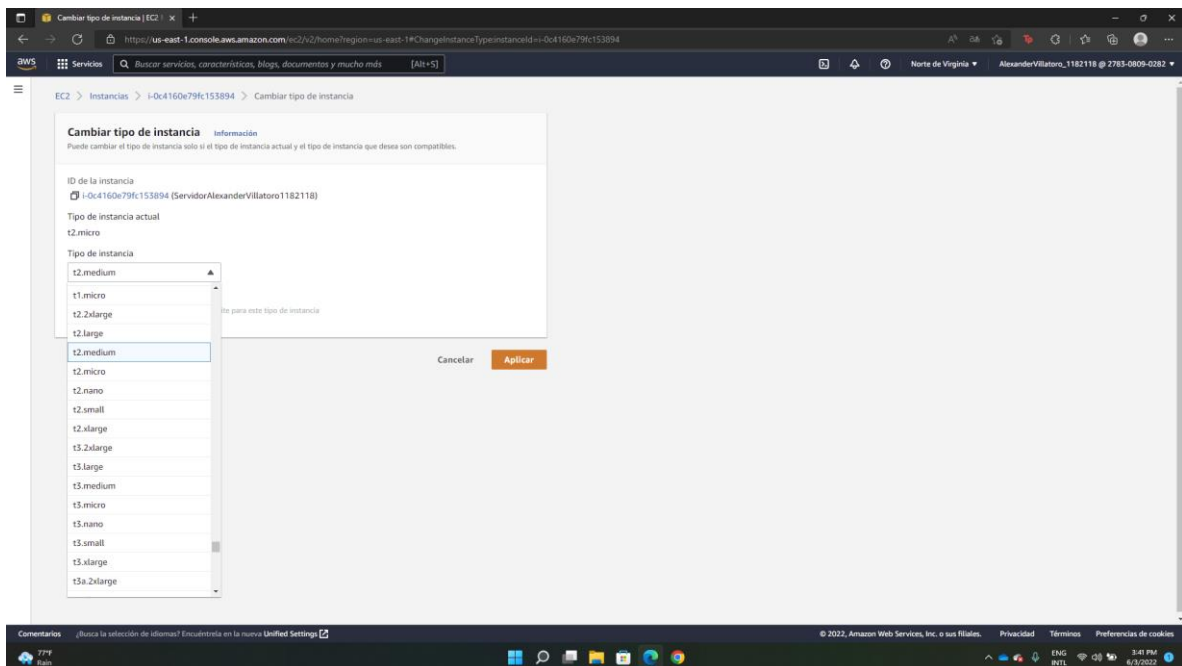 Cambiar tipo de instancia | EC2
https://us-east-1.console.aws.amazon.com/ec2/v2/home?region=us-east-1#ChangeInstanceType:instanceId=i-0c4160e79fc153894
aws Servicios Buscar servicios, características, blogs, documentos y mucho más [Alt+S] Norte de Virginia AlexanderVillatoro_1182118 @ 2783-0809-0282
EC2 > Instancias > i-0c4160e79fc153894 > Cambiar tipo de instancia
Cambiar tipo de instancia Información
Puede cambiar el tipo de instancia solo si el tipo de instancia actual y el tipo de instancia que desea son compatibles.
ID de la instancia
i-0c4160e79fc153894 (ServidorAlexanderVillatoro1182118)
Tipo de instancia actual
t2.micro
Tipo de instancia
t2.medium
t1.micro
t2.2xlarge
para este tipo de instancia
t2.large
t2.medium
t2.micro
Cancelar Aplicar
t2.nano
t2.small
t2.xlarge
t3.2xlarge
t3.large
t3.medium
t3.micro
t3.nano
t3.small
t3.xlarge
t3a.2xlarge
Comentarios ¿Busca la selección de idiomas? Encuéntrela en la nueva Unified Settings © 2022, Amazon Web Services, Inc. o sus filiales. Privacidad Términos Preferencias de cookies
77°F
Rain
ENG
INTL
3:41 PM
6/3/2022